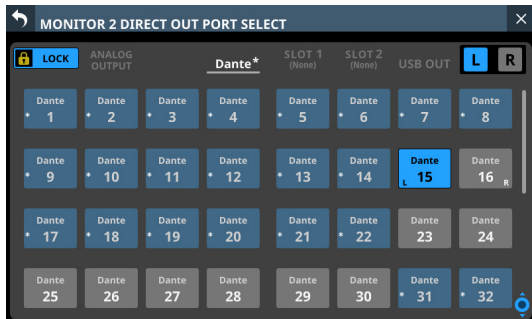 MONITOR 2 DIRECT OUT PORT SELECT
LOCK ANALOG OUTPUT Dante* SLOT 1 (None) SLOT 2 (None) USB OUT L R
Dante Dante Dante Dante Dante Dante Dante Dante
* 1 * 2 * 3 * 4 * 5 * 6 * 7 * 8
Dante Dante Dante Dante Dante Dante Dante Dante
* 9 * 10 * 11 * 12 * 13 * 14 L 15 16 R
Dante Dante Dante Dante Dante Dante Dante Dante
* 17 * 18 * 19 * 20 * 21 * 22 23 24
Dante Dante Dante Dante Dante Dante Dante Dante
25 26 27 28 29 30 * 31 * 32